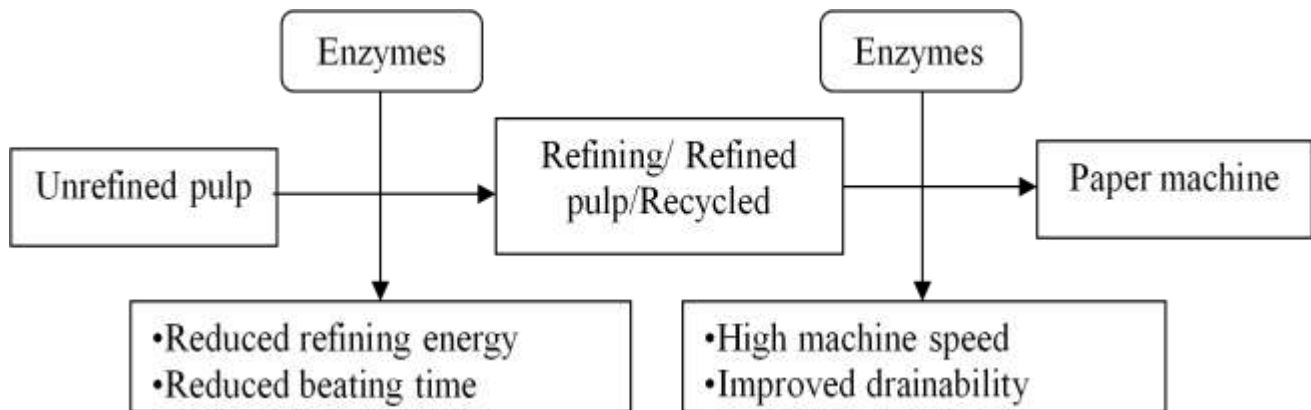 Enzymes
Enzymes
Unrefined pulp
Refining/ Refined
pulp/Recycled
Paper machine
•Reduced refining energy
•Reduced beating time
•High machine speed
•Improved drainability